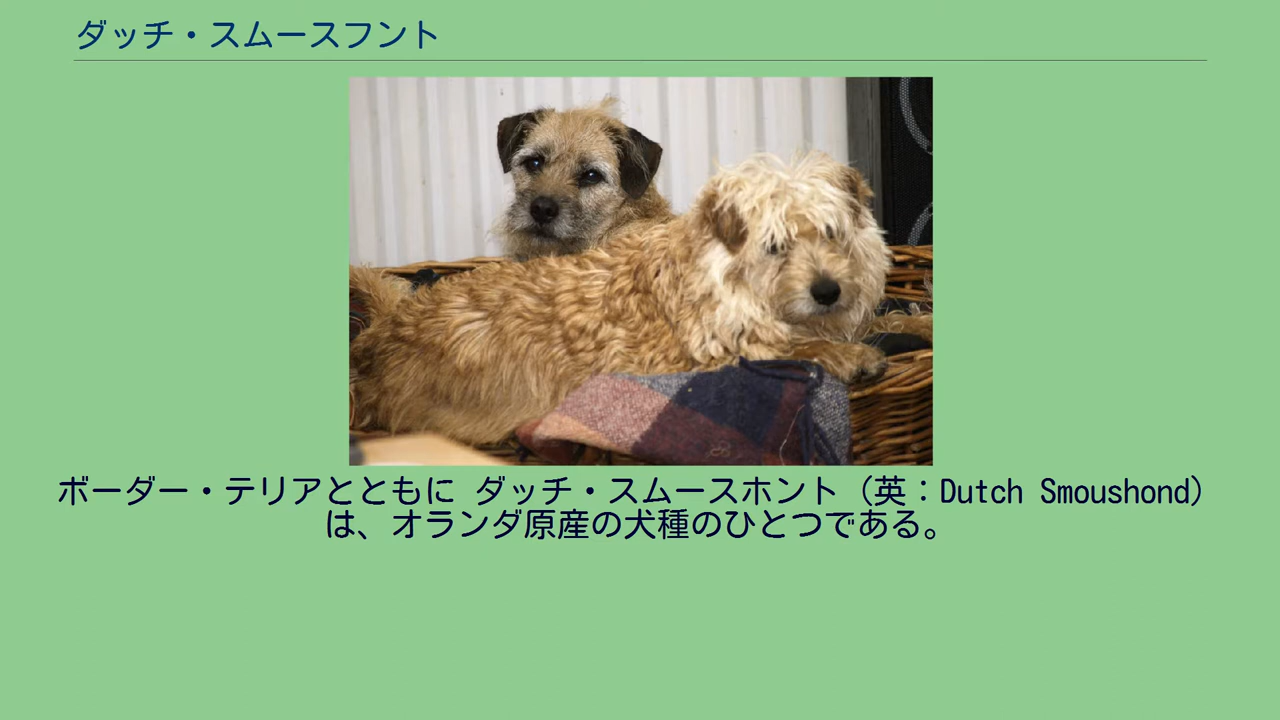 ダッチ・スムースフント
ボーダー・テリアとともに ダッチ・スムースホント（英：Dutch Smoushond）
は、オランダ原産の犬種のひとつである。